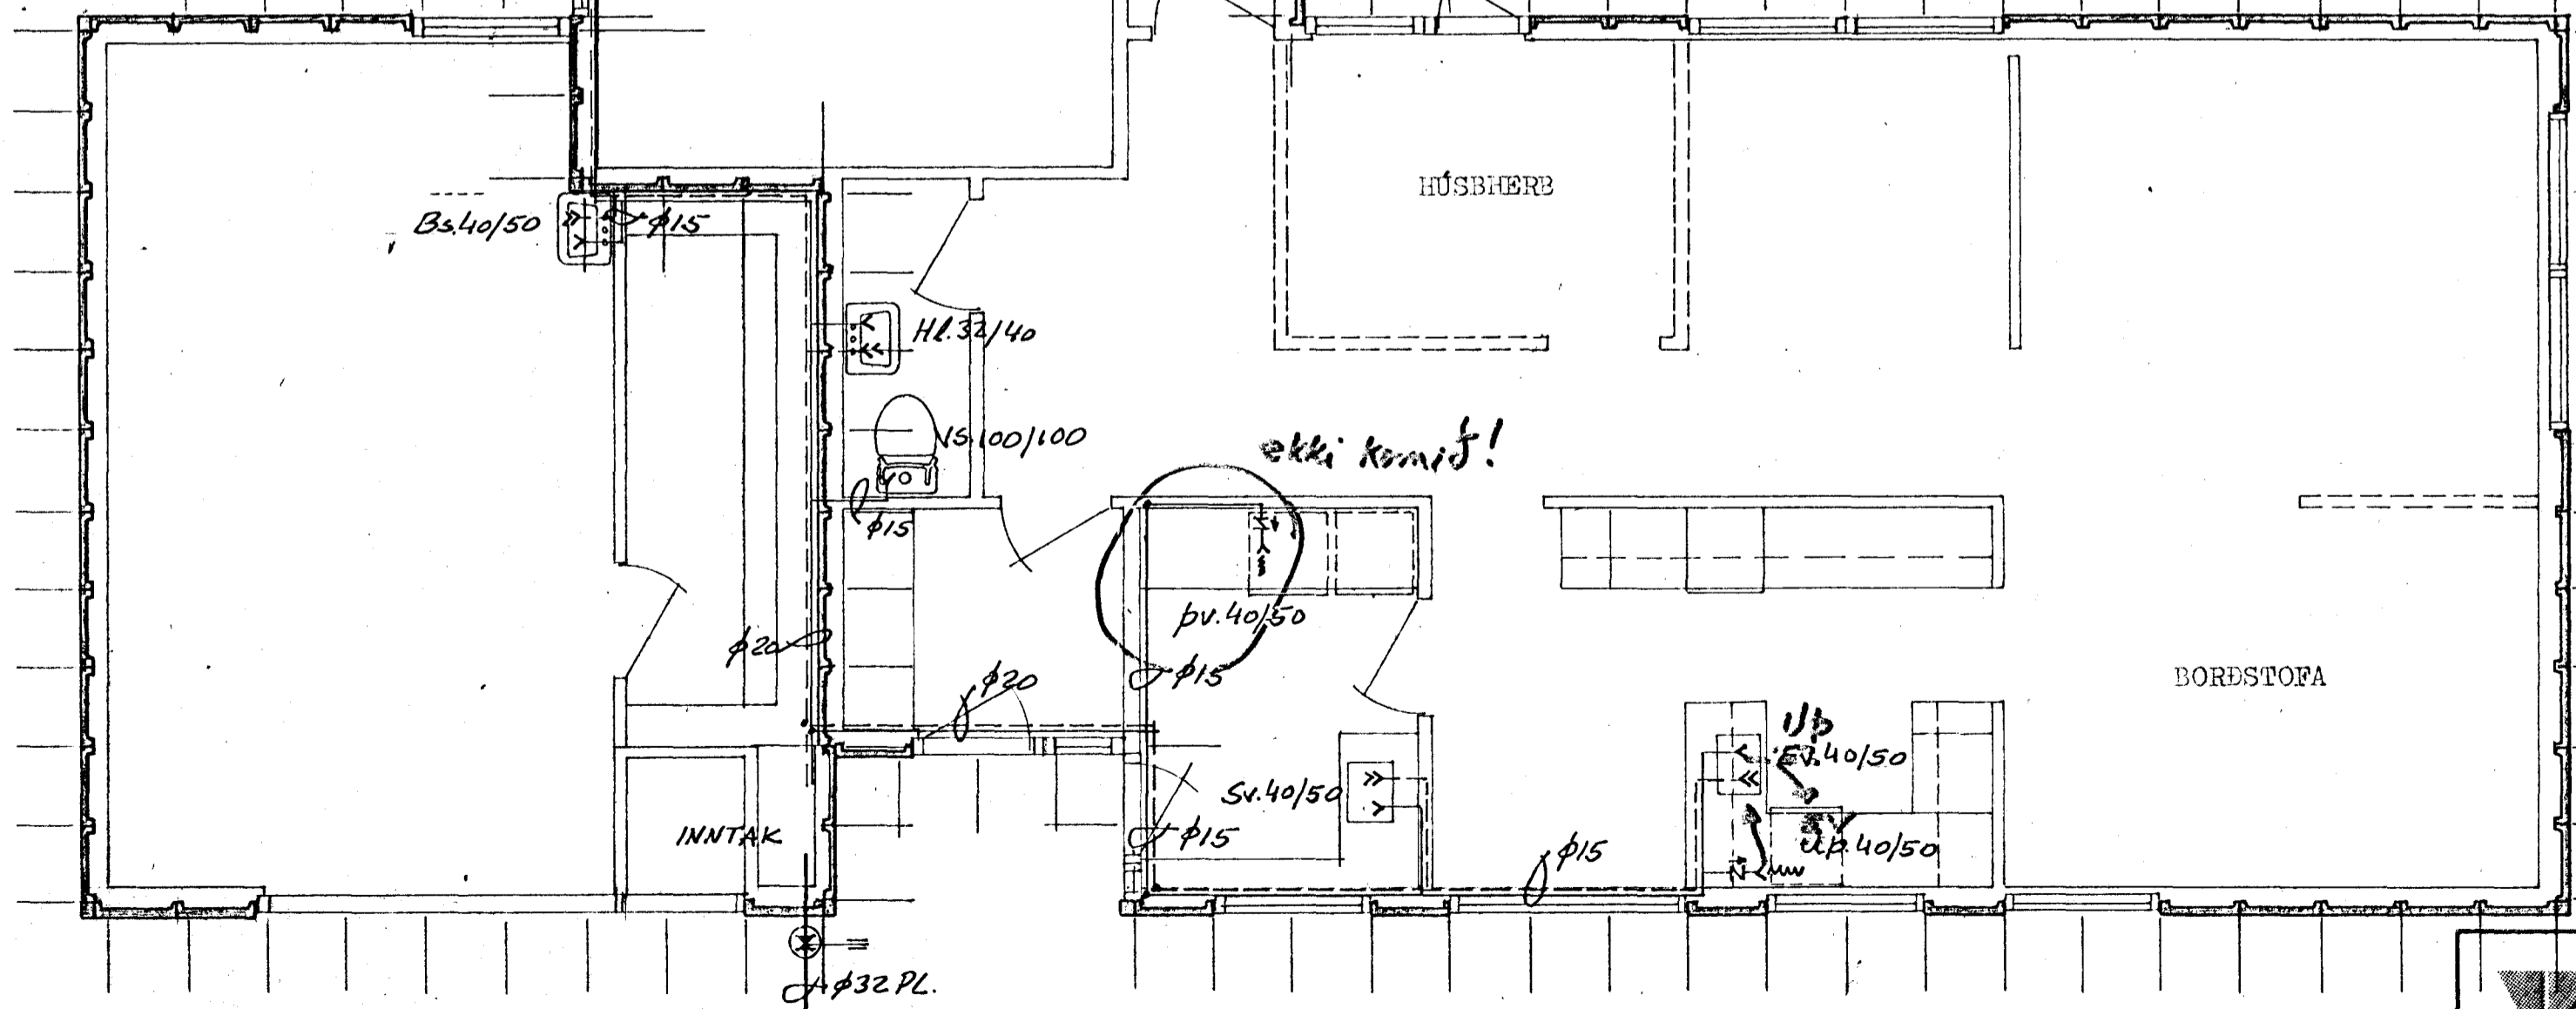 HÚSBHERB
Bs.40/50
φ15
Hl.32/40
VS.100/100
ekki komið!
φ15
þv.40/50
φ20
φ20
φ15
BORÐSTOFA
Up
Ev.40/50
Sv.40/50
INNTAK
φ15
φ15
up.40/50
φ32 PL.